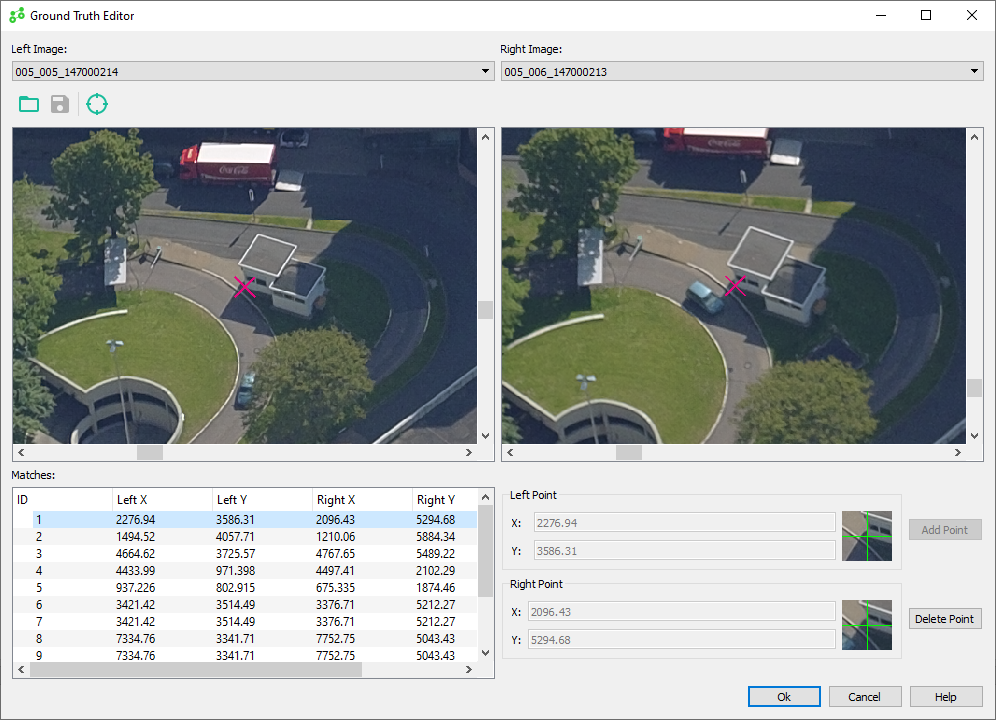 Ground Truth Editor
Left Image:
Right Image:
005_005_147000214
005_006_147000213
Coca-Cola
Coca-Cola
Matches:
ID Left X Left Y Right X Right Y
1 2276.94 3586.31 2096.43 5294.68
2 1494.52 4057.71 1210.06 5884.34
3 4664.62 3725.57 4767.65 5489.22
4 4433.99 971.398 4497.41 2102.29
5 937.226 802.915 675.335 1874.46
6 3421.42 3514.49 3376.71 5212.27
7 3421.42 3514.49 3376.71 5212.27
8 7334.76 3341.71 7752.75 5043.43
9 7334.76 3341.71 7752.75 5043.43
Left Point
X: 2276.94
Y: 3586.31
Add Point
Right Point
X: 2096.43
Y: 5294.68
Delete Point
Ok
Cancel
Help